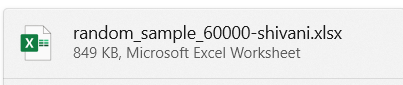 random_sample_60000-shivani.xlsx
849 KB, Microsoft Excel Worksheet